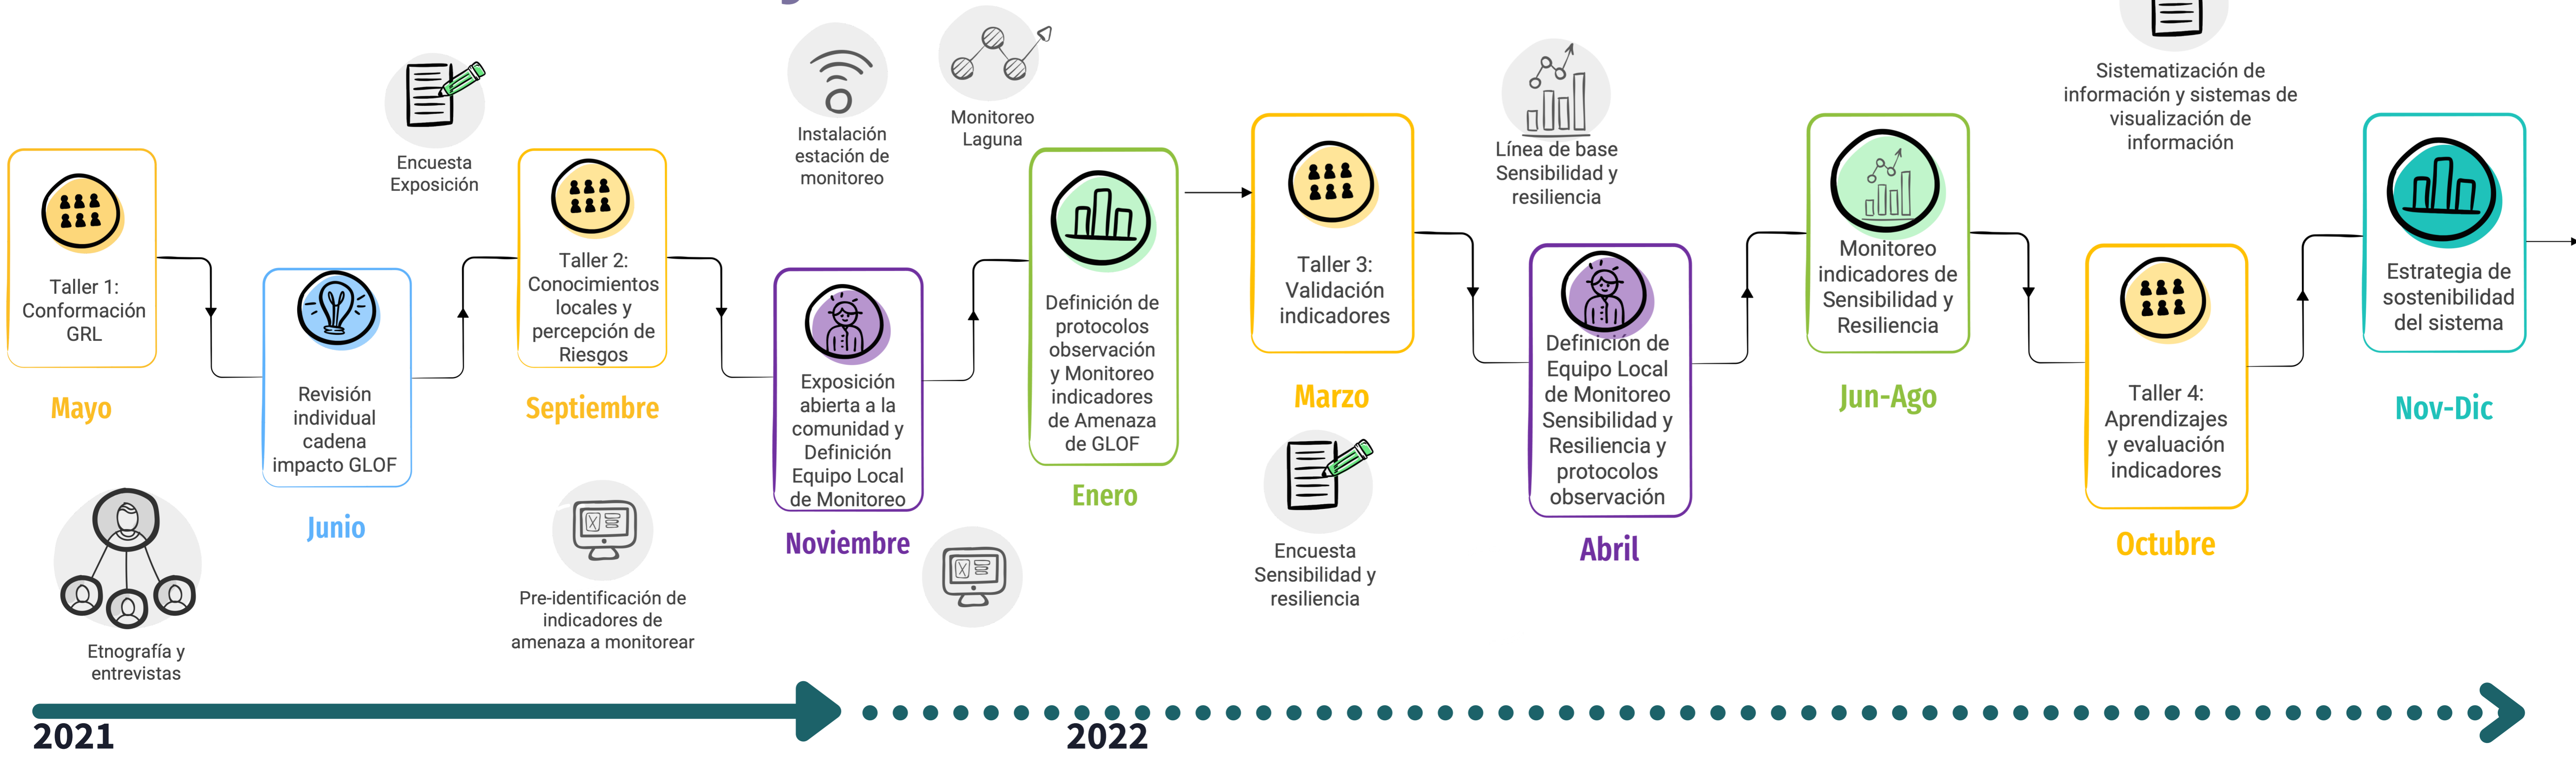 Taller 1:
Conformación
GRL
Mayo
Etnografía y
entrevistas
Revisión
individual
cadena
impacto GLOF
Junio
Encuesta
Exposición
Taller 2:
Conocimientos
locales y
percepción de
Riesgos
Septiembre
Pre-identificación de
indicadores de
amenaza a monitorear
Instalación
estación de
monitoreo
Exposición
abierta a la
comunidad y
Definición
Equipo Local
de Monitoreo
Noviembre
Monitoreo
Laguna
Definición de
protocolos
observación
y Monitoreo
indicadores
de Amenaza
de GLOF
Enero
Taller 3:
Validación
indicadores
Marzo
Encuesta
Sensibilidad y
resiliencia
Línea de base
Sensibilidad y
resiliencia
Definición de
Equipo Local
de Monitoreo
Sensibilidad y
Resiliencia y
protocolos
observación
Abril
Monitoreo
indicadores de
Sensibilidad y
Resiliencia
Jun-Ago
Sistematización de
información y sistemas de
visualización de
información
Taller 4:
Aprendizajes
y evaluación
indicadores
Octubre
Estrategia de
sostenibilidad
del sistema
Nov-Dic
2021
2022